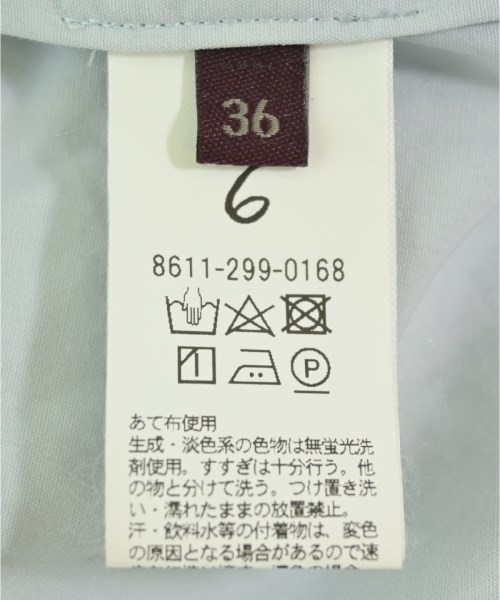 36
6
8611-299-0168
P
あて布使用
生成・淡色系の色物は無蛍光洗
剤使用。すすぎは十分行う。他
の物と分けて洗う。つけ置き洗
い・濡れたままの放置禁止。
汗・飲料水等の付着物は、変色
の原因となる場合があるので速